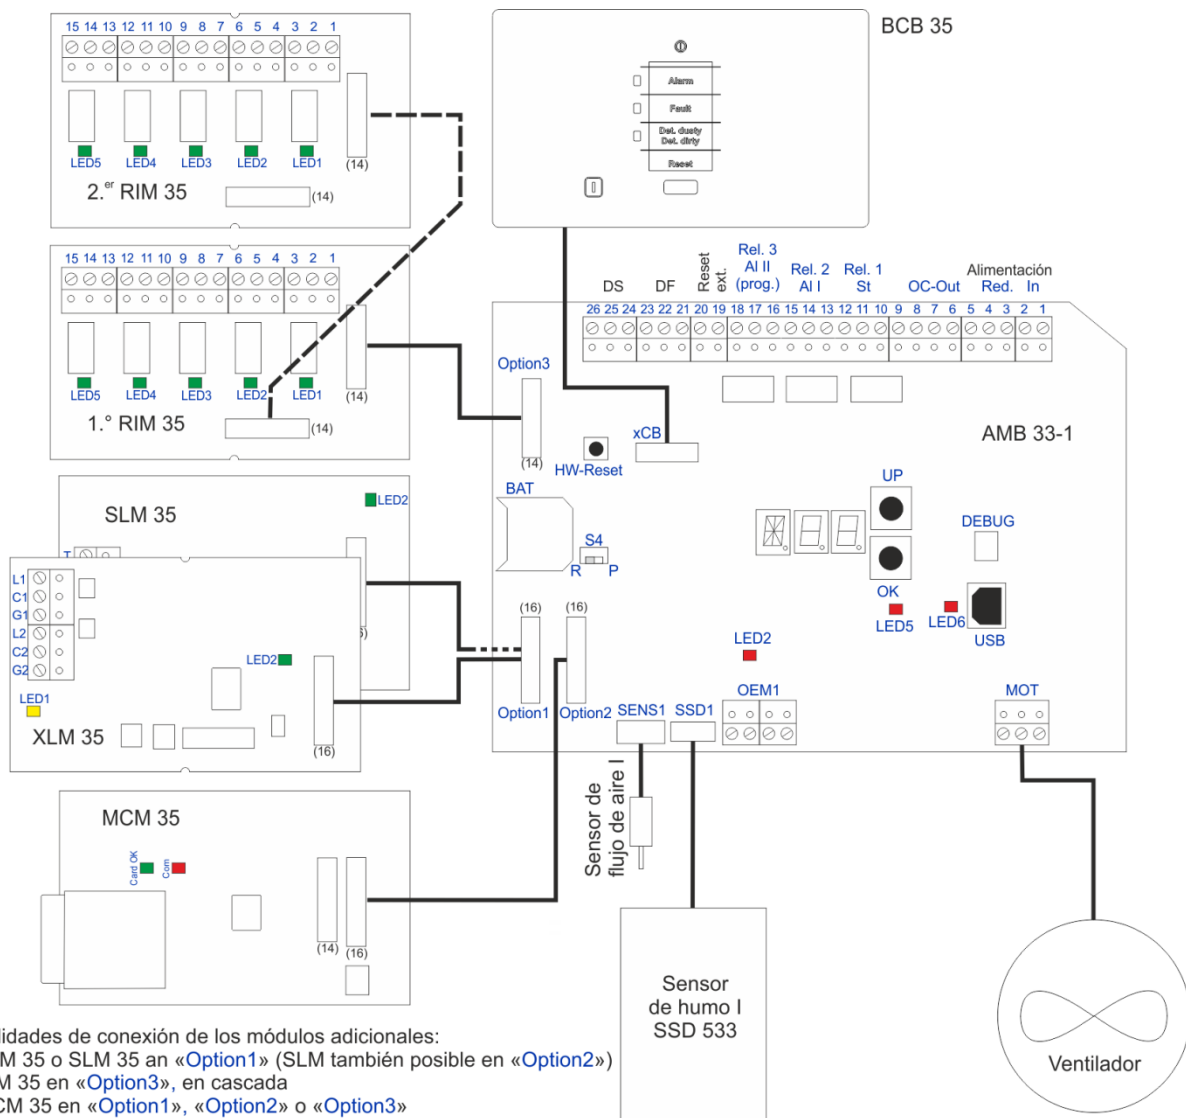 BCB 35
Alarm
Fault
Det. dusty
Det. dirty
Reset
15 14 13 12 11 10 9 8 7 6 5 4 3 2 1
LED5 LED4 LED3 LED2 LED1 (14)
2.er RIM 35 (14)
15 14 13 12 11 10 9 8 7 6 5 4 3 2 1
LED5 LED4 LED3 LED2 LED1 (14)
1.° RIM 35 (14)
DS
DF
Reset
ext.
Rel. 3
Al II
(prog.)
Rel. 2
Al I
Rel. 1
St
OC-Out
Alimentación
Red. In
26 25 24 23 22 21 20 19 18 17 16 15 14 13 12 11 10 9 8 7 6 5 4 3 2 1
Option3
(14)
HW-Reset
xCB
AMB 33-1
BAT
S4
R P
UP
OK
DEBUG
LED5
LED6
USB
LED2
OEM1
MOT
(16) (16)
Option1 Option2
SENS1 SSD1
SLM 35
LED2
L1
C1
G1
L2
C2
G2
LED2
LED1
XLM 35
(16)
MCM 35
Card OK
Com
(14)
(16)
Sensor de
flujo de aire I
Sensor
de humo I
SSD 533
Ventilador
de conexión de los módulos adicionales:
35 o SLM 35 an «Option1» (SLM también posible en «Option2»)
35 en «Option3», en cascada
35 en «Option1», «Option2» o «Option3»